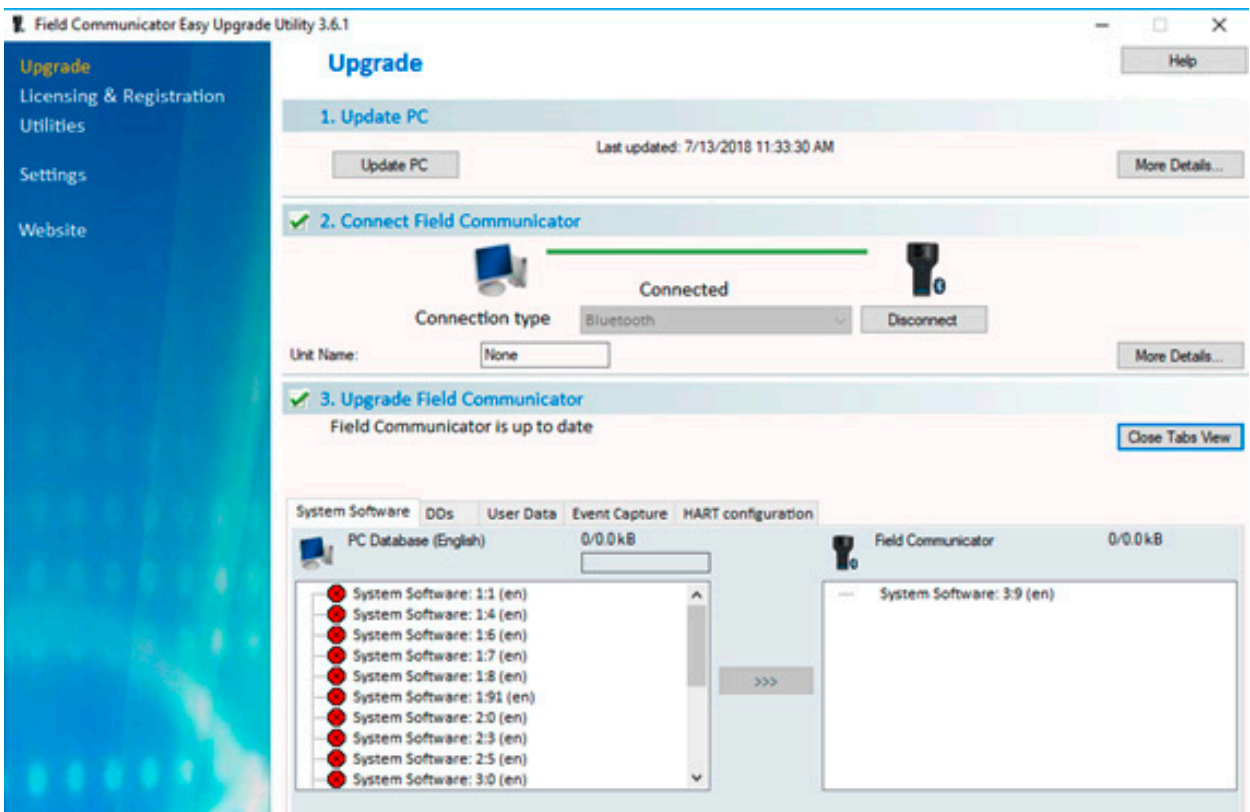 Field Communicator Easy Upgrade Utility 3.6.1
Upgrade
Licensing & Registration
Utilities
Settings
Website
Upgrade
Help
1. Update PC
Update PC
Last updated: 7/13/2018 11:33:30 AM
More Details...
2. Connect Field Communicator
Connected
Connection type
Bluetooth
Disconnect
Unit Name:
None
More Details...
3. Upgrade Field Communicator
Field Communicator is up to date
Close Tabs View
System Software DDs User Data Event Capture HART configuration
PC Database (English) 0/0.0 kB
Field Communicator 0/0.0 kB
System Software: 1:1 (en)
System Software: 1:4 (en)
System Software: 1:6 (en)
System Software: 1:7 (en)
System Software: 1:8 (en)
System Software: 1:91 (en)
System Software: 2:0 (en)
System Software: 2:3 (en)
System Software: 2:5 (en)
System Software: 3:0 (en)
>>>
System Software: 3:9 (en)